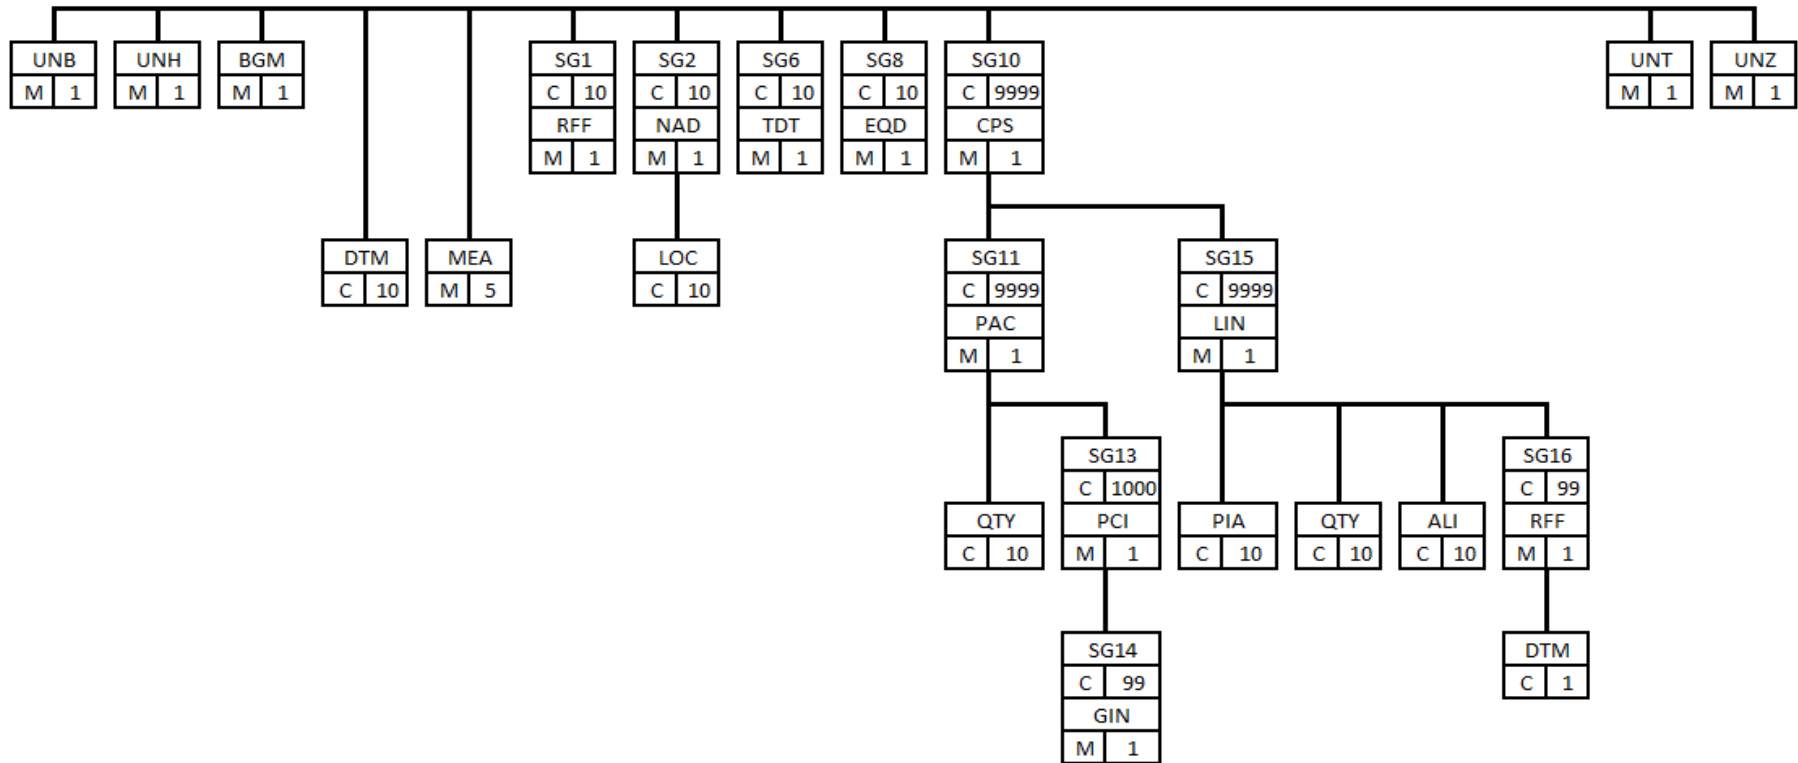 UNB UNH BGM SG1 SG2 SG6 SG8 SG10 UNT UNZ
M 1 M 1 M 1 C 10 C 10 C 10 C 10 C 9999 M 1 M 1
RFF NAD TDT EQD CPS
M 1 M 1 M 1 M 1 M 1
DTM MEA LOC SG11 SG15
C 10 M 5 C 10 C 9999 C 9999
PAC LIN
M 1 M 1
SG13 SG16
C 1000 C 99
QTY PCI PIA QTY ALI RFF
C 10 M 1 C 10 C 10 C 10 M 1
SG14 DTM
C 99 C 1
GIN
M 1